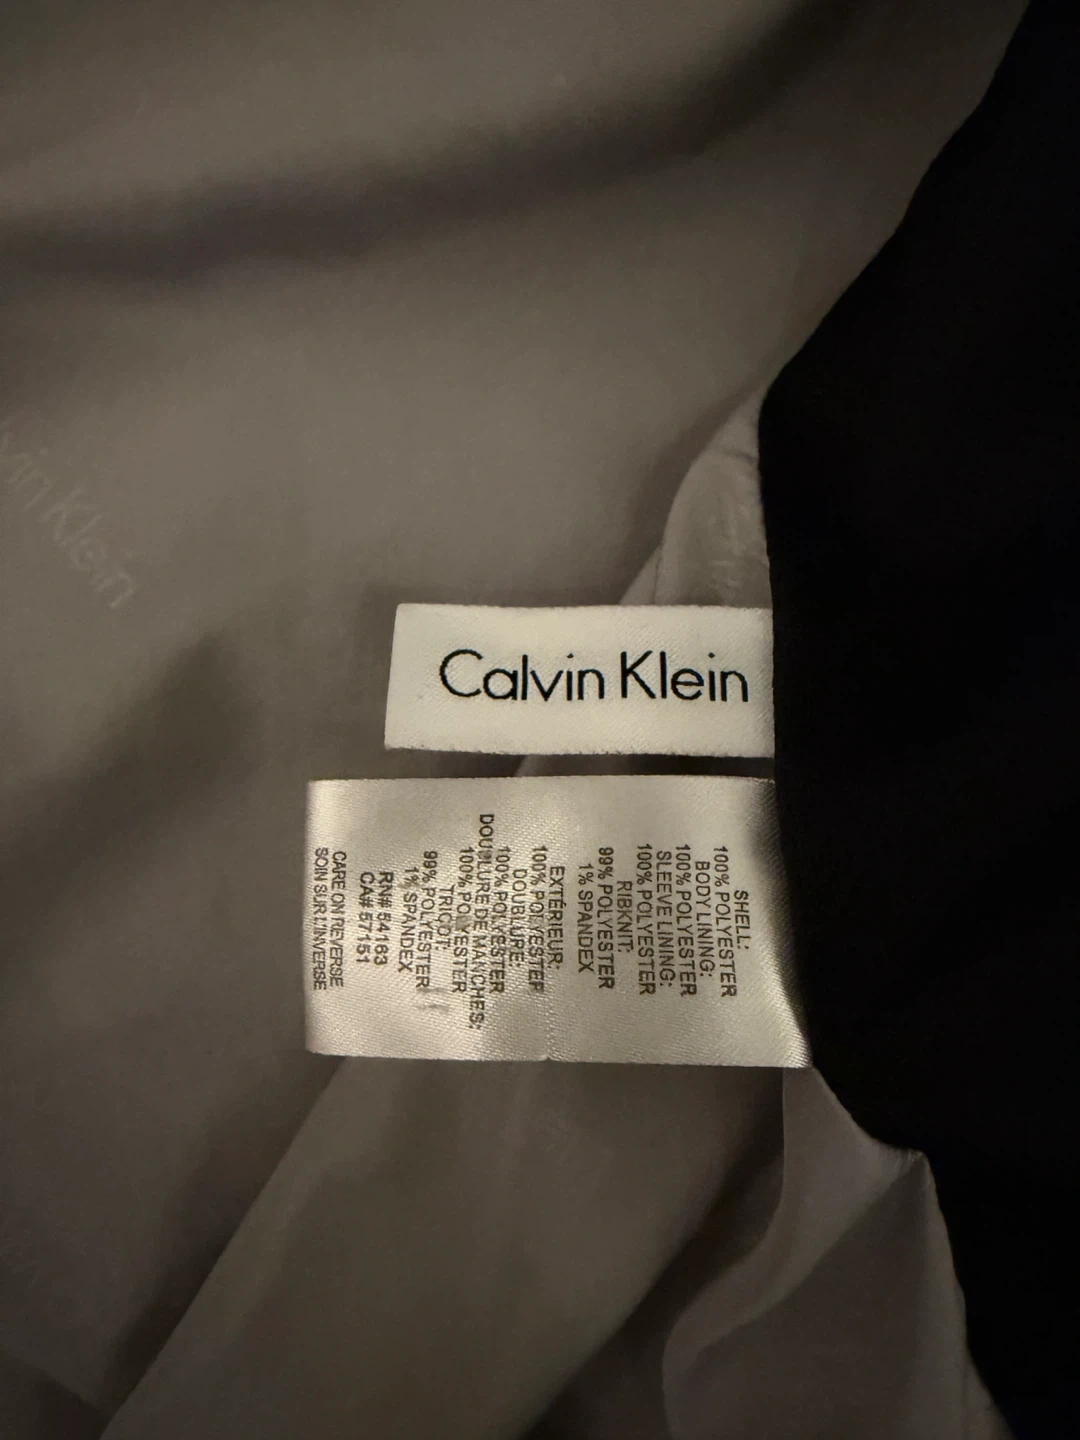 Calvin Klein
SHELL:
100% POLYESTER
BODY LINING:
100% POLYESTER
SLEEVE LINING:
100% POLYESTER
RIBKNIT:
99% POLYESTER
1% SPANDEX
EXTÉRIEUR:
100% POLYESTER
DOUBLURE:
100% POLYESTER
DOUBLURE DE MANCHES:
100% POLYESTER
TRICOT:
99% POLYESTER
1% SPANDEX
RN# 54163
CA# 57151
CARE ON REVERSE
SOIN SUR L'INVERSE
vin Klein